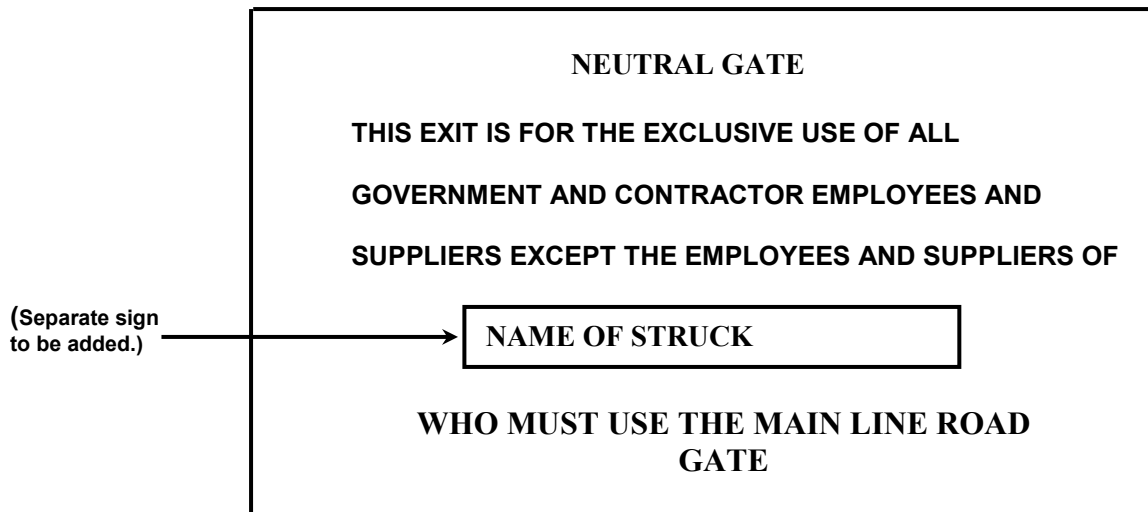 NEUTRAL GATE
THIS EXIT IS FOR THE EXCLUSIVE USE OF ALL
GOVERNMENT AND CONTRACTOR EMPLOYEES AND
SUPPLIERS EXCEPT THE EMPLOYEES AND SUPPLIERS OF
(Separate sign
to be added.)
NAME OF STRUCK
WHO MUST USE THE MAIN LINE ROAD
GATE